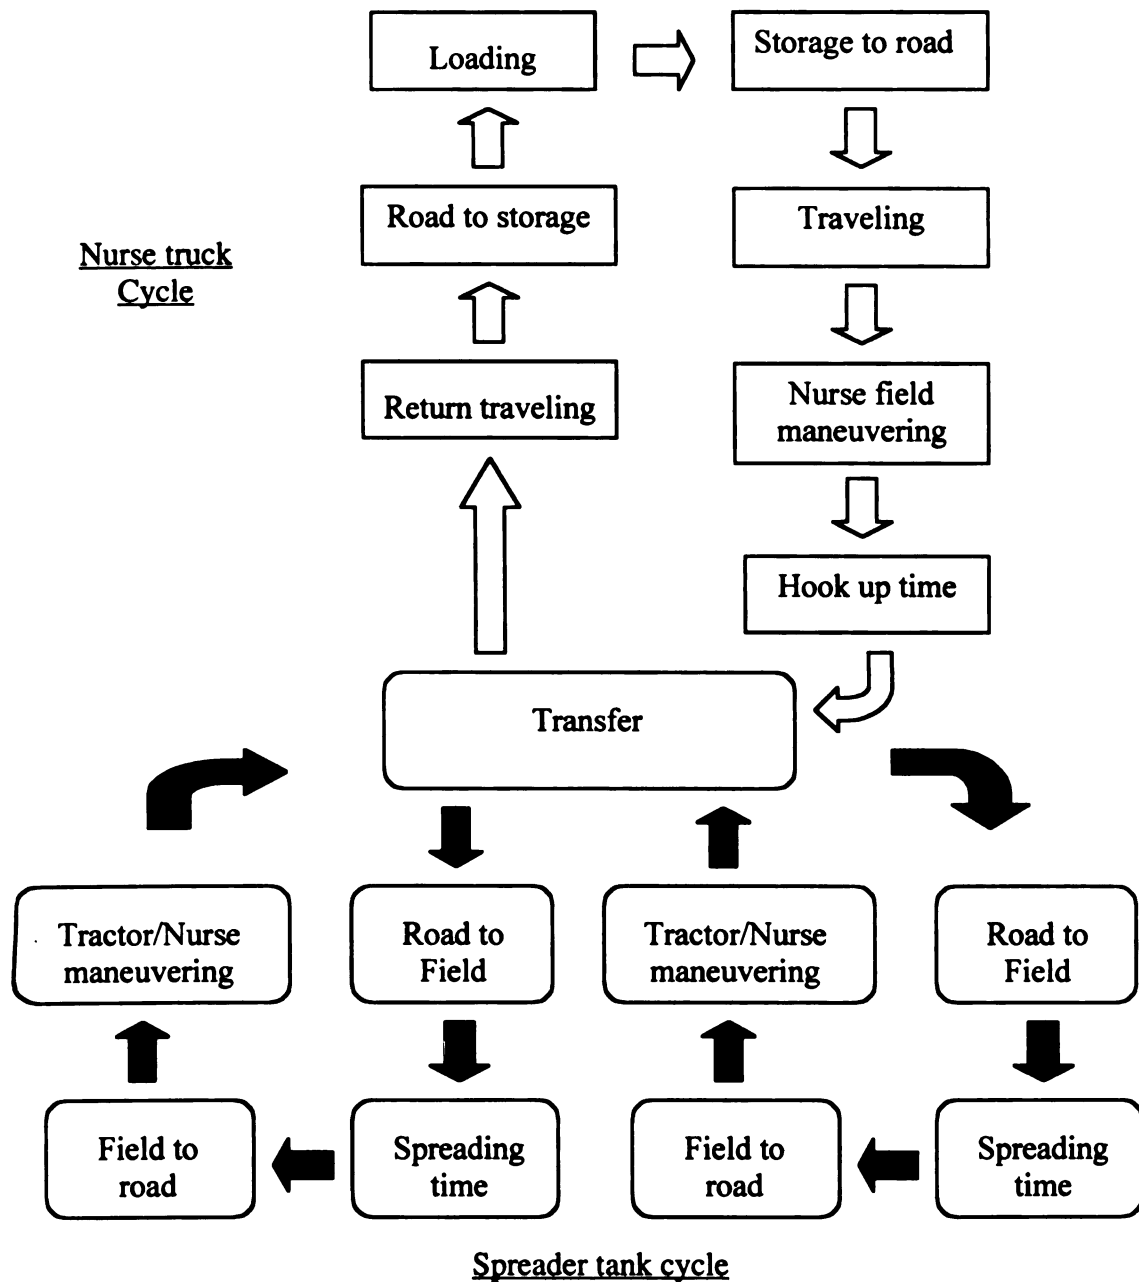 Loading
Storage to road
Road to storage
Traveling
Nurse truck
Cycle
Return traveling
Nurse field
maneuvering
Hook up time
Transfer
Tractor/Nurse
maneuvering
Road to
Field
Tractor/Nurse
maneuvering
Road to
Field
Field to
road
Spreading
time
Field to
road
Spreading
time
Spreader tank cycle